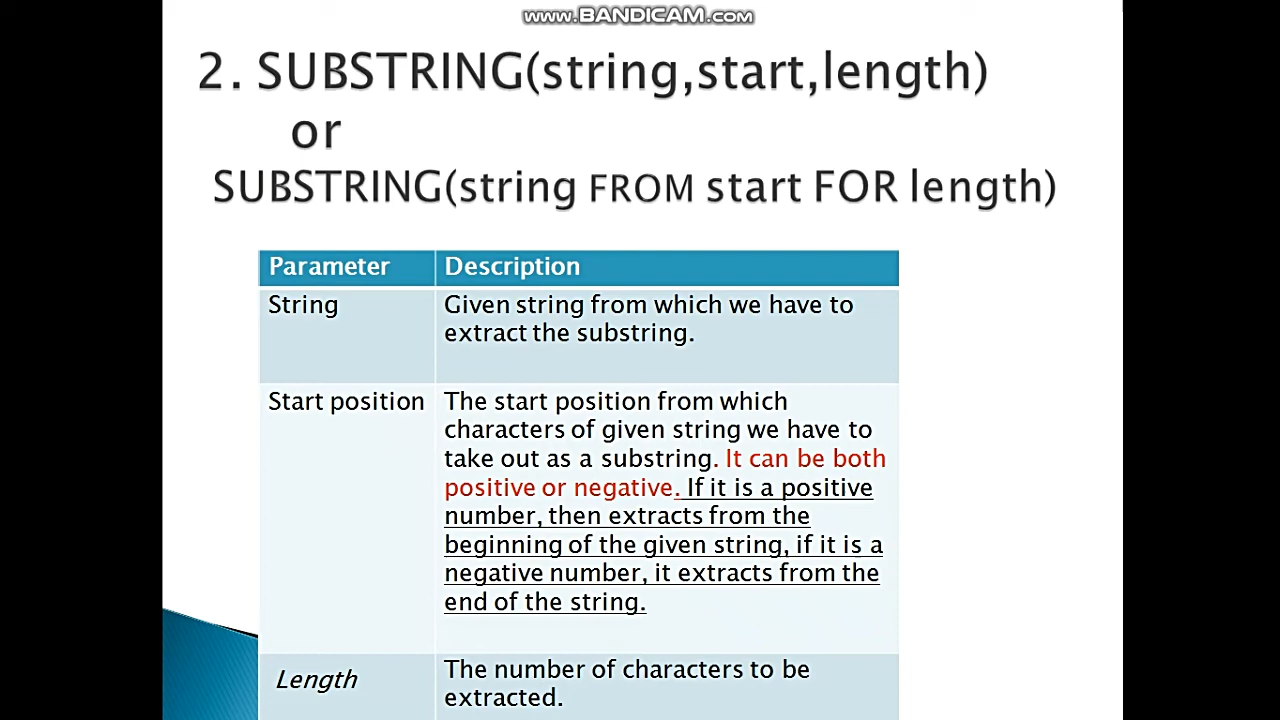 www.BANDICAM.com
2. SUBSTRING(string,start,length)
or
SUBSTRING(string FROM start FOR length)
Parameter Description
String Given string from which we have to
extract the substring.
Start position The start position from which
characters of given string we have to
take out as a substring. It can be both
positive or negative. If it is a positive
number, then extracts from the
beginning of the given string, if it is a
negative number, it extracts from the
end of the string.
Length The number of characters to be
extracted.